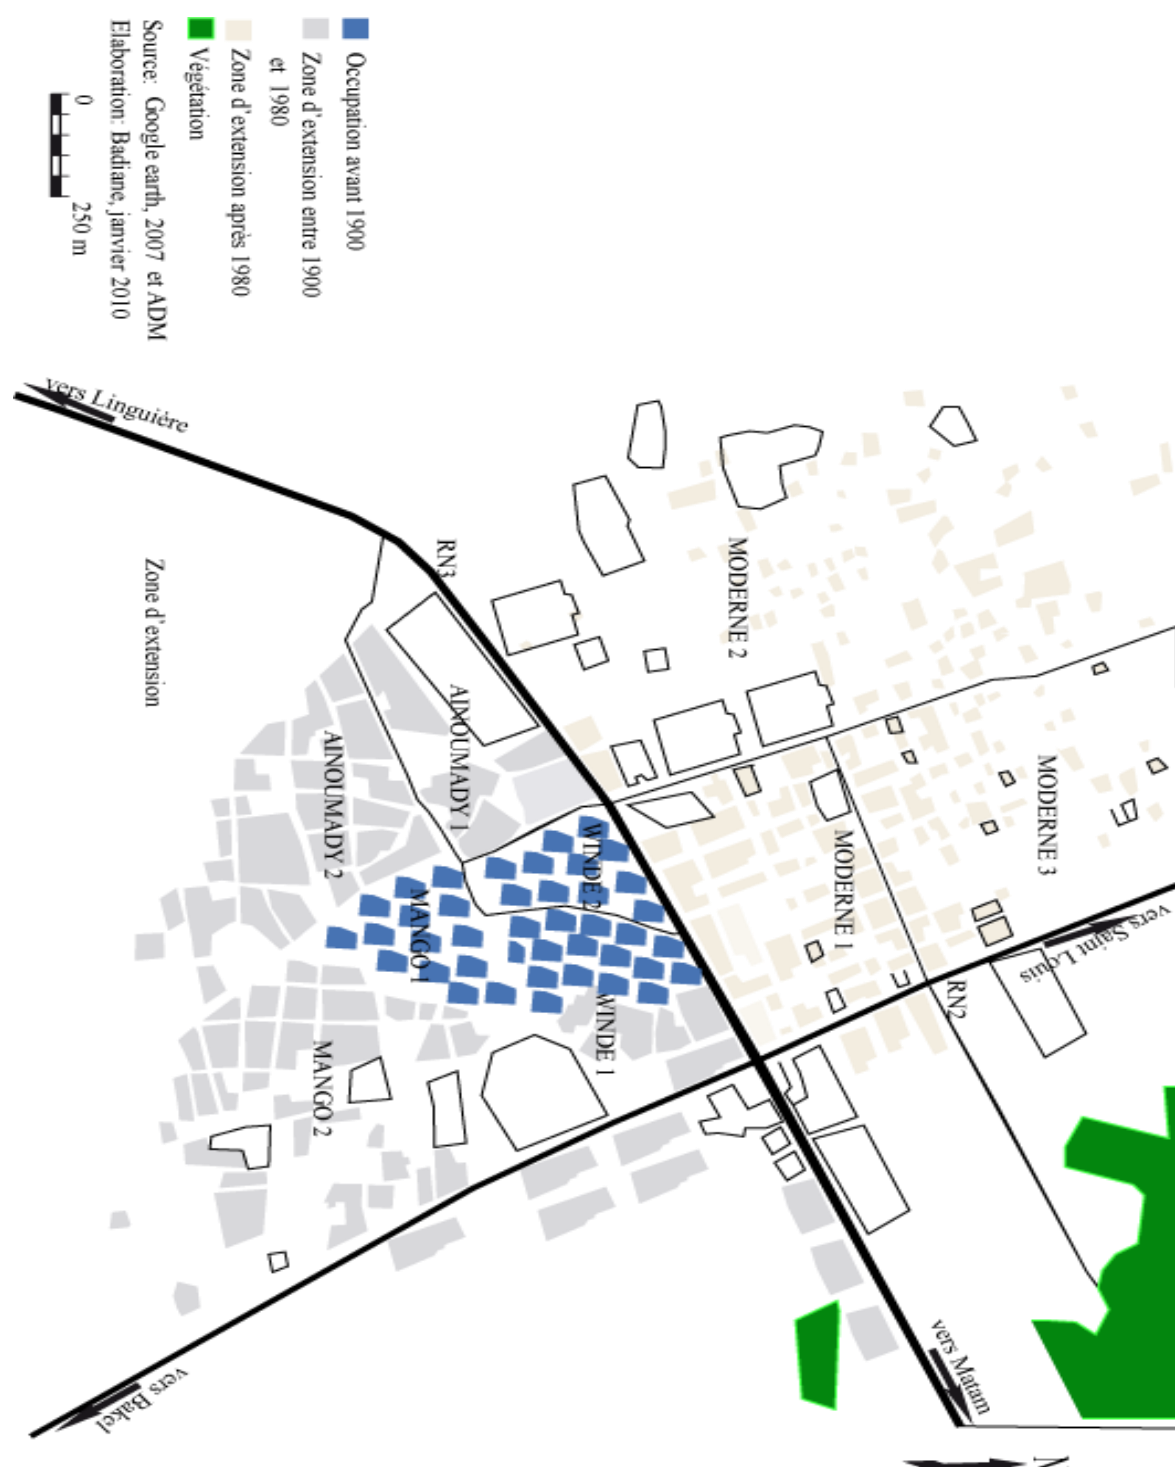 Occupation avant 1900
Zone d'extension entre 1900
et 1980
Zone d'extension après 1980
Végétation
Source: Google earth, 2007 et ADM
Elaboration: Badiane, janvier 2010
0
250 m
vers Linguière
RN3
Zone d'extension
MODERNE 2
MODERNE 3
MODERNE 1
AINOUMADY 1
AINOUMADY 2
WINDE 2
MANGO 1
WINDE 1
MANGO 2
vers Saint Louis
RN2
vers Matam
vers Bakel
N